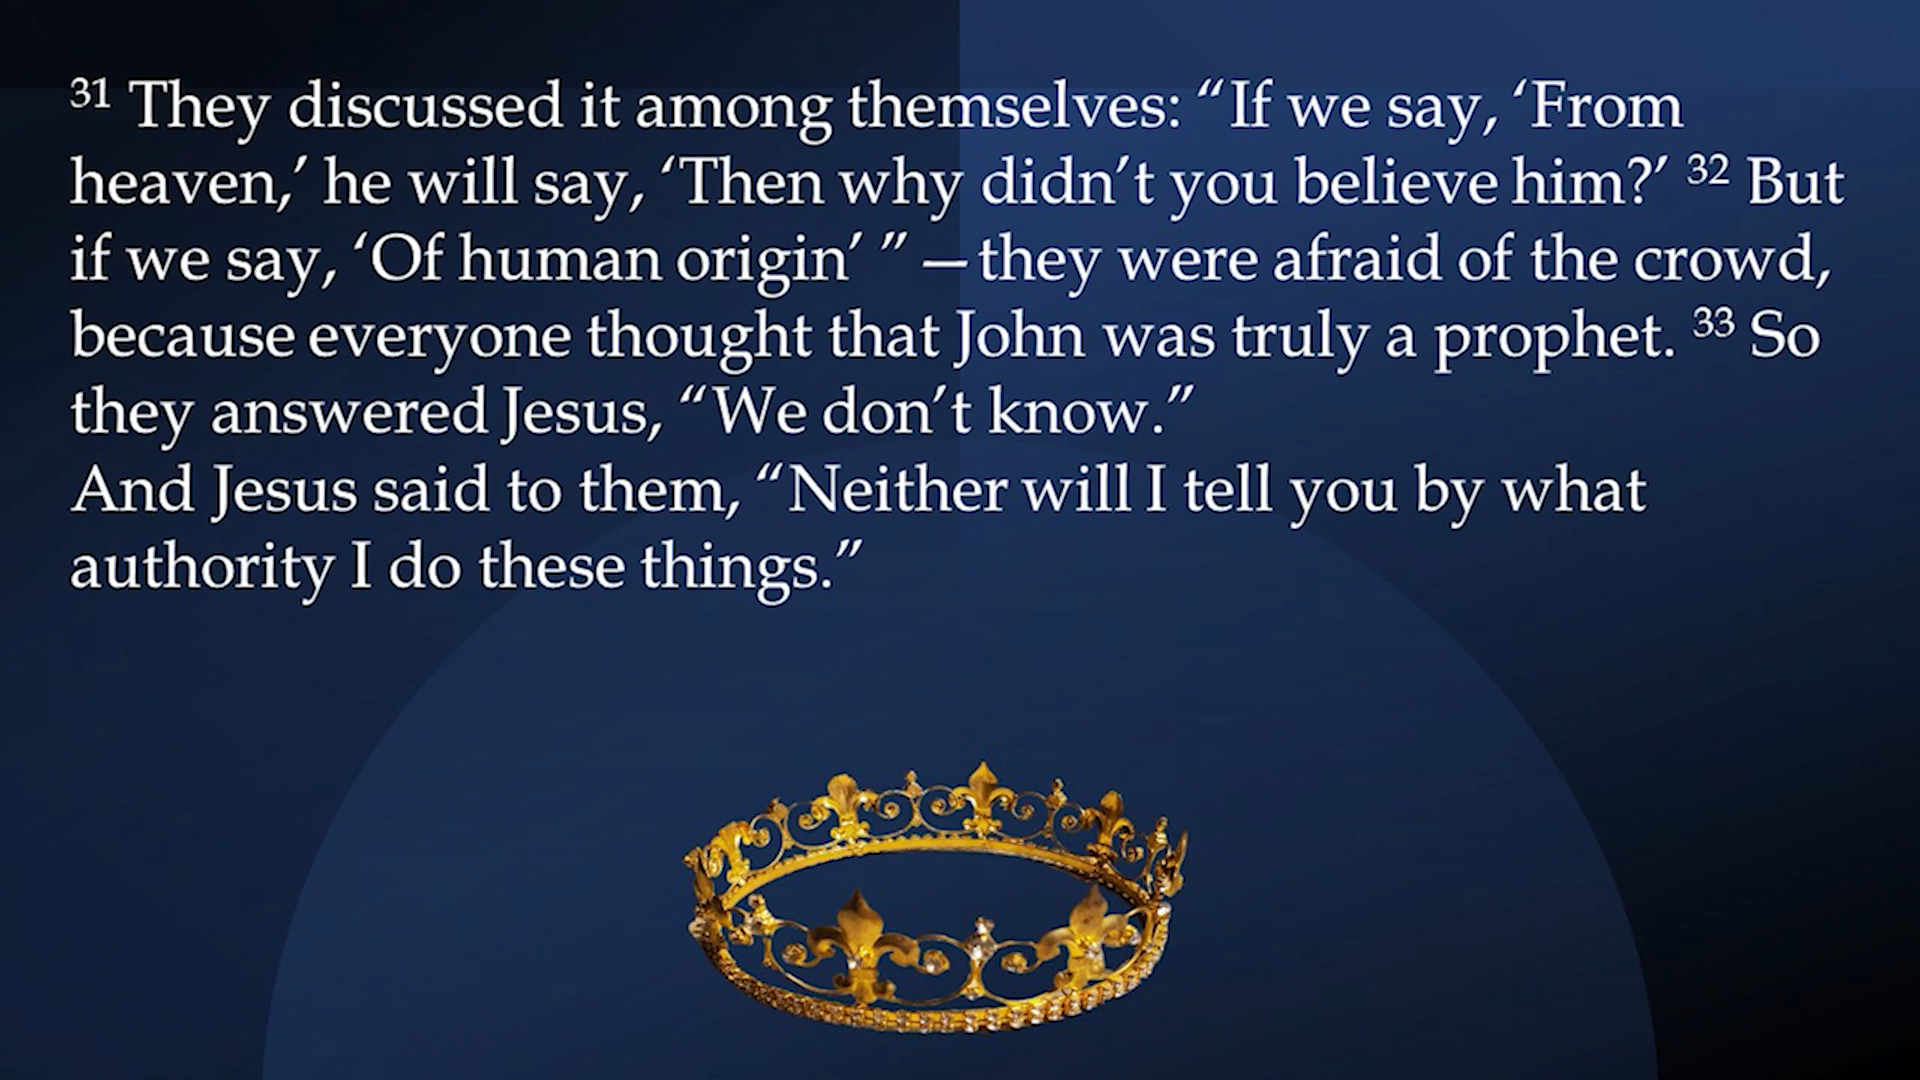 31 They discussed it among themselves: “If we say, ‘From
heaven,’ he will say, ‘Then why didn’t you believe him?’ 32 But
if we say, ‘Of human origin’ ” —they were afraid of the crowd,
because everyone thought that John was truly a prophet. 33 So
they answered Jesus, “We don’t know.”
And Jesus said to them, “Neither will I tell you by what
authority I do these things.”